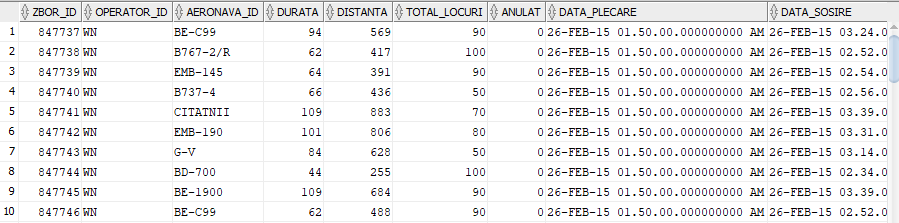 ZBOR_ID OPERATOR_ID AERONAVA_ID DURATA DISTANTA TOTAL_LOCURI ANULAT DATA_PLECARE DATA_SOSIRE
1 847737 WN BE-C99 94 569 90 0 26-FEB-15 01.50.00.000000000 AM 26-FEB-15 03.24.0
2 847738 WN B767-2/R 62 417 100 0 26-FEB-15 01.50.00.000000000 AM 26-FEB-15 02.52.0
3 847739 WN EMB-145 64 391 90 0 26-FEB-15 01.50.00.000000000 AM 26-FEB-15 02.54.0
4 847740 WN B737-4 66 436 50 0 26-FEB-15 01.50.00.000000000 AM 26-FEB-15 02.56.0
5 847741 WN CITATNII 109 883 70 0 26-FEB-15 01.50.00.000000000 AM 26-FEB-15 03.39.0
6 847742 WN EMB-190 101 806 80 0 26-FEB-15 01.50.00.000000000 AM 26-FEB-15 03.31.0
7 847743 WN G-V 84 628 50 0 26-FEB-15 01.50.00.000000000 AM 26-FEB-15 03.14.0
8 847744 WN BD-700 44 255 100 0 26-FEB-15 01.50.00.000000000 AM 26-FEB-15 02.34.0
9 847745 WN BE-1900 109 684 90 0 26-FEB-15 01.50.00.000000000 AM 26-FEB-15 03.39.0
10 847746 WN BE-C99 62 488 90 0 26-FEB-15 01.50.00.000000000 AM 26-FEB-15 02.52.0